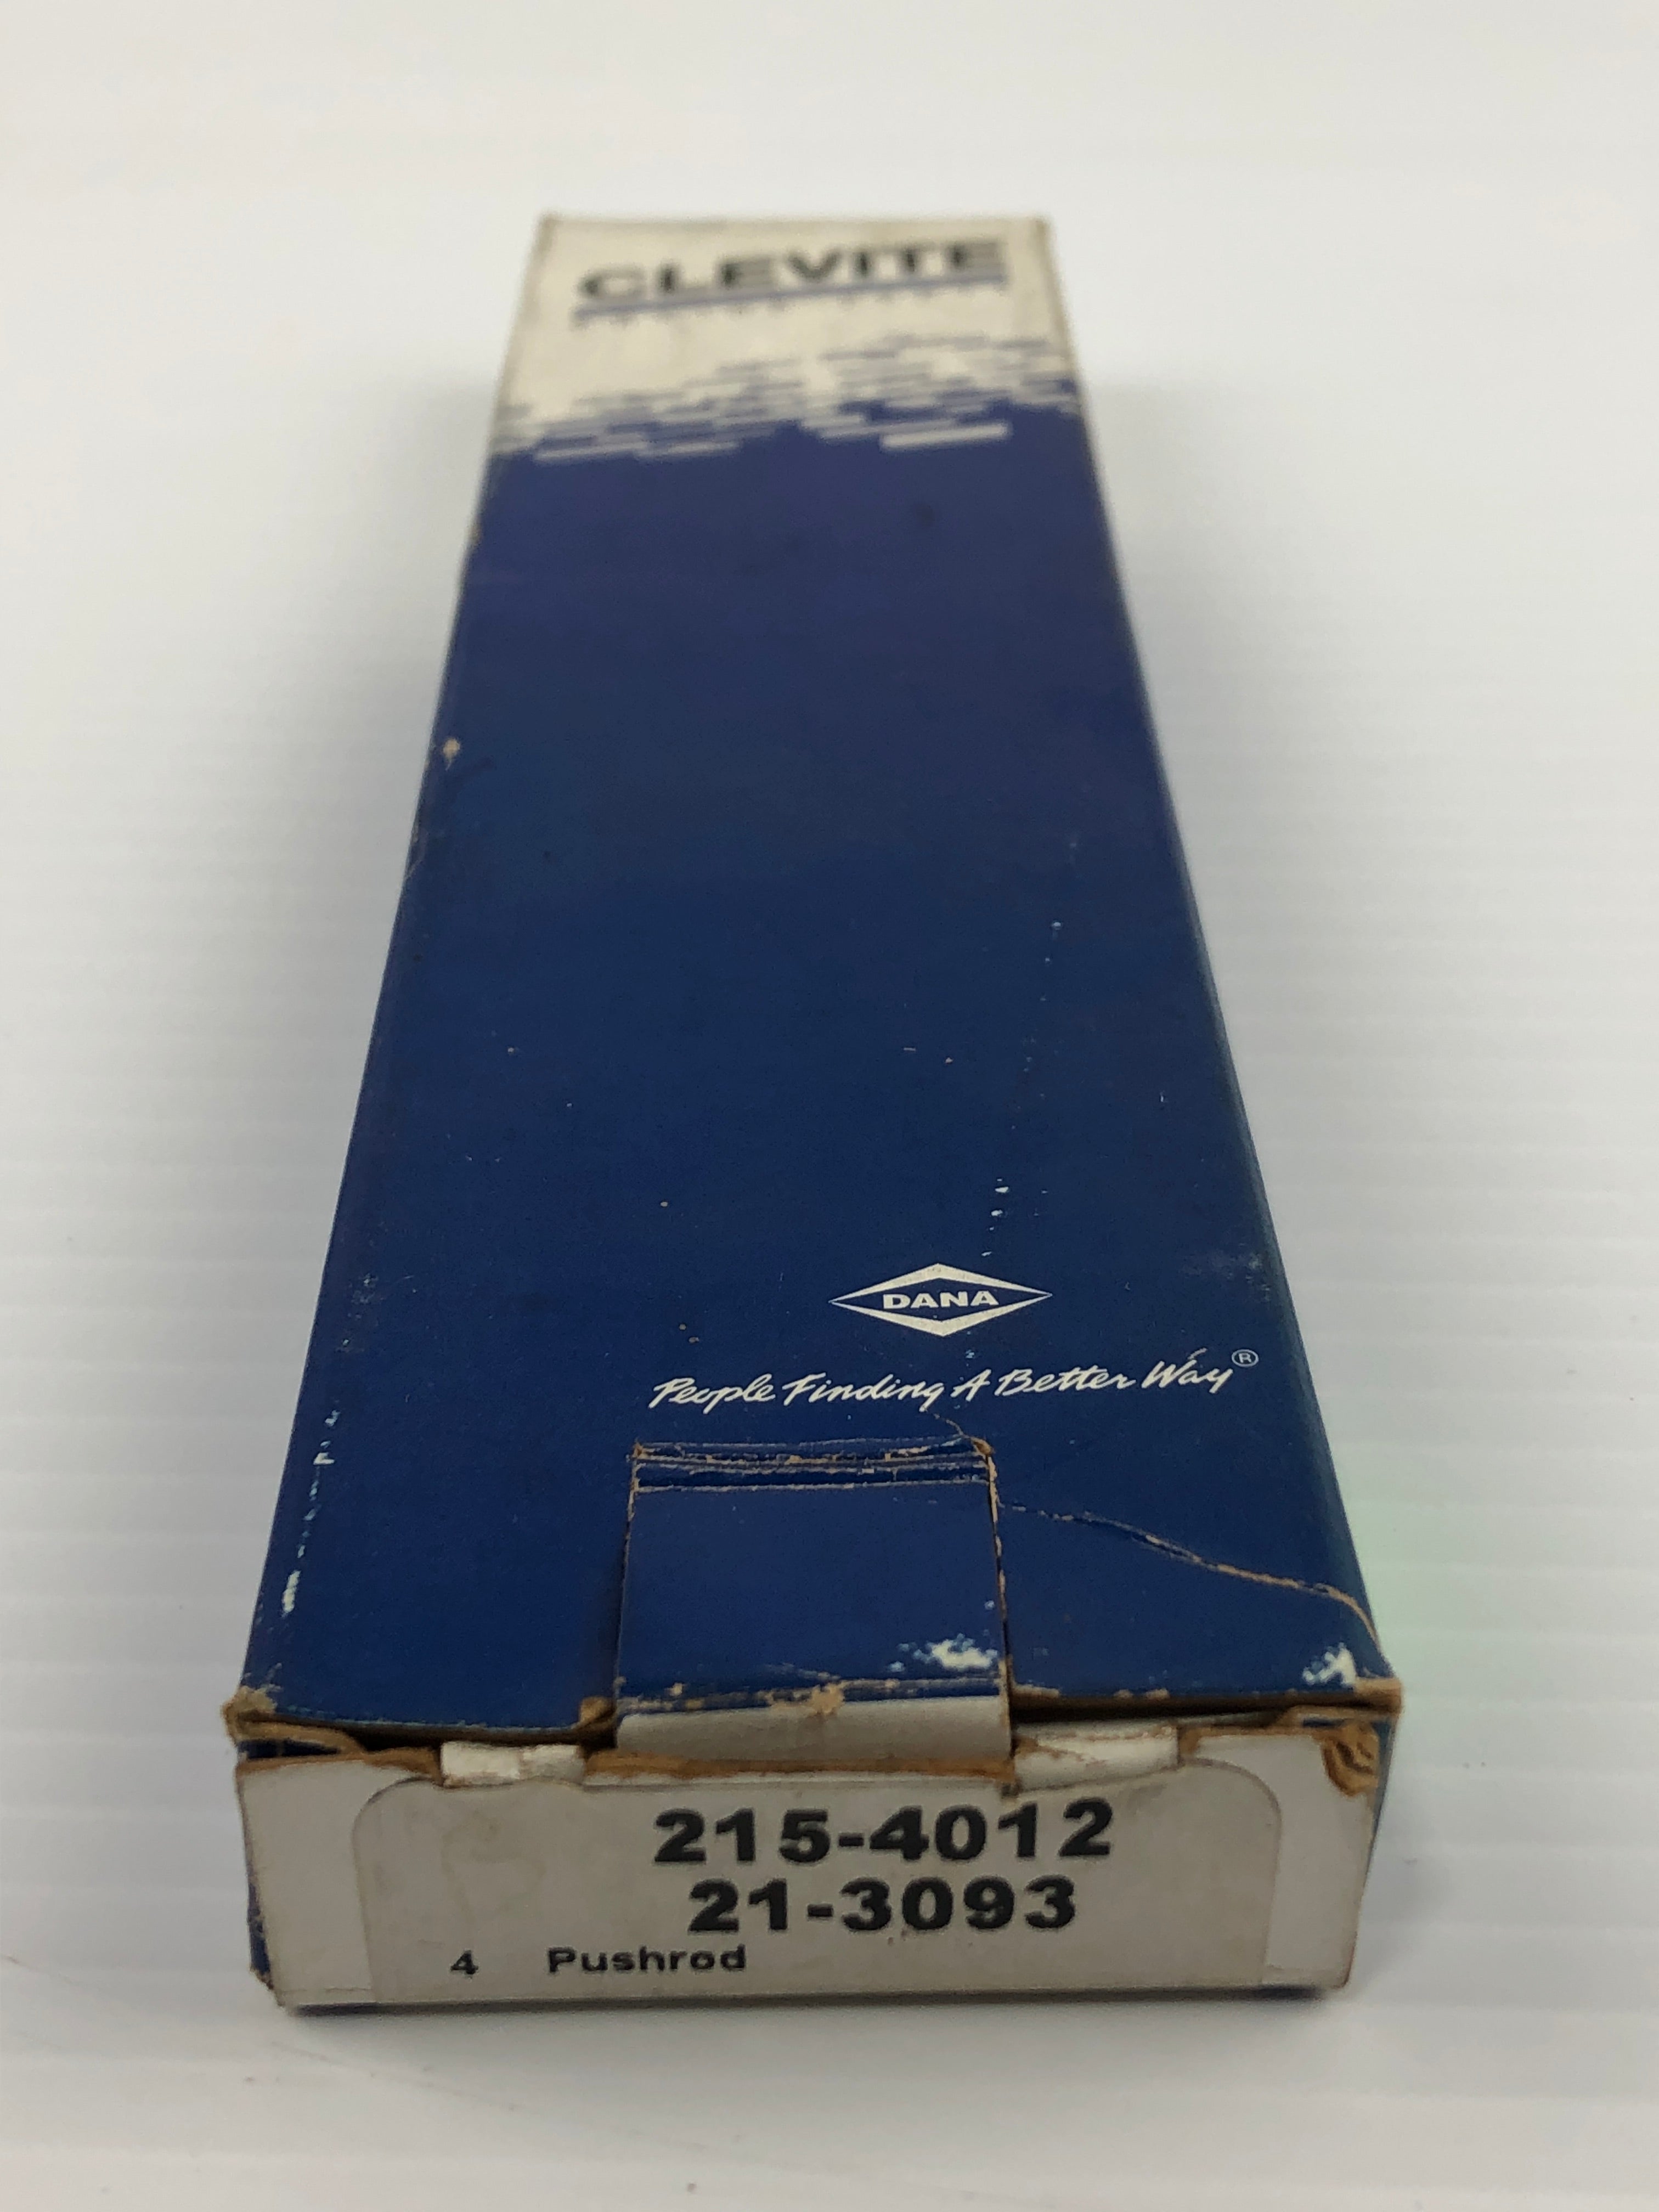 CLEVITE
DANA
People Finding A Better Way®
215-4012
21-3093
4 Pushrod